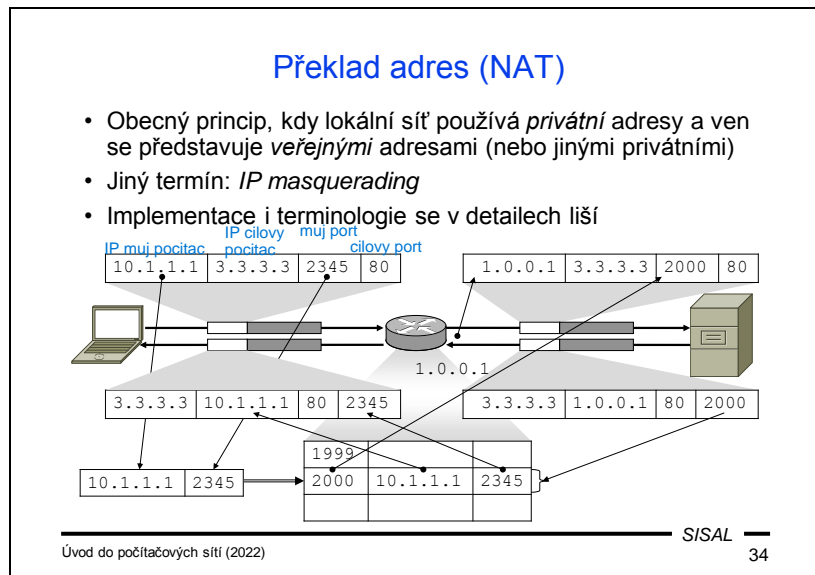 Překlad adres (NAT)
• Obecný princip, kdy lokální síť používá privátní adresy a ven
se představuje veřejnými adresami (nebo jinými privátními)
• Jiný termín: IP masquerading
• Implementace i terminologie se v detailech liší
IP muj pocitac
IP cilovy
pocitac
muj port
cilovy port
10.1.1.1 3.3.3.3 2345 80
1.0.0.1 3.3.3.3 2000 80
1.0.0.1
3.3.3.3 10.1.1.1 80 2345
3.3.3.3 1.0.0.1 80 2000
1999
10.1.1.1 2345
2000 10.1.1.1 2345
SISAL
Úvod do počítačových sítí (2022)
34